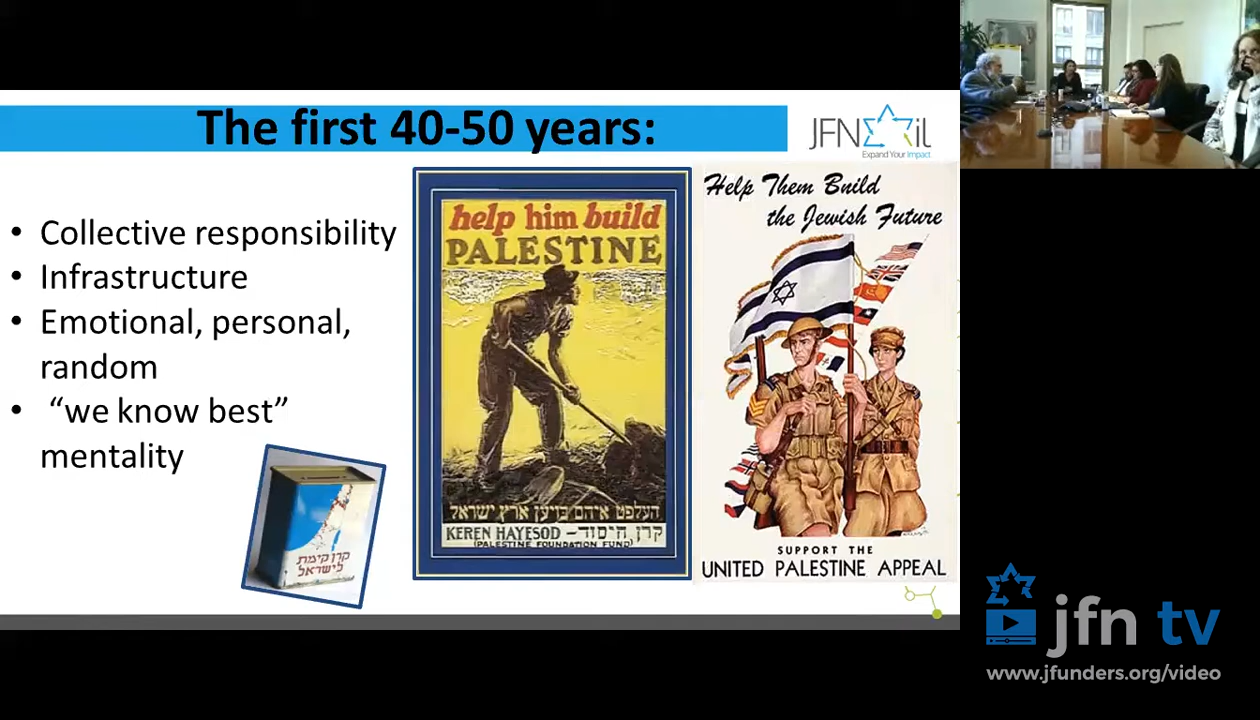 The first 40-50 years:
JFN il
Expand Your Impact
• Collective responsibility
• Infrastructure
• Emotional, personal,
random
• “we know best”
mentality
קרן קימת
לישראל
help him build
PALESTINE
העלפט איהם בויען ארץ ישראל
KEREN HAYESOD – קרן היסוד
(PALESTINE FOUNDATION FUND)
Help Them Build
the Jewish Future
SUPPORT THE
UNITED PALESTINE APPEAL
jfn tv
www.jfunders.org/video